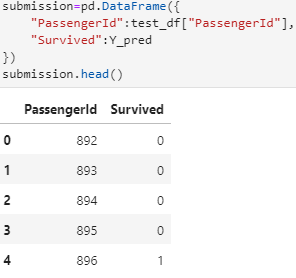 submission=pd.DataFrame({
    "PassengerId":test_df["PassengerId"],
    "Survived":Y_pred
})
submission.head()
PassengerId Survived
0 892 0
1 893 0
2 894 0
3 895 0
4 896 1